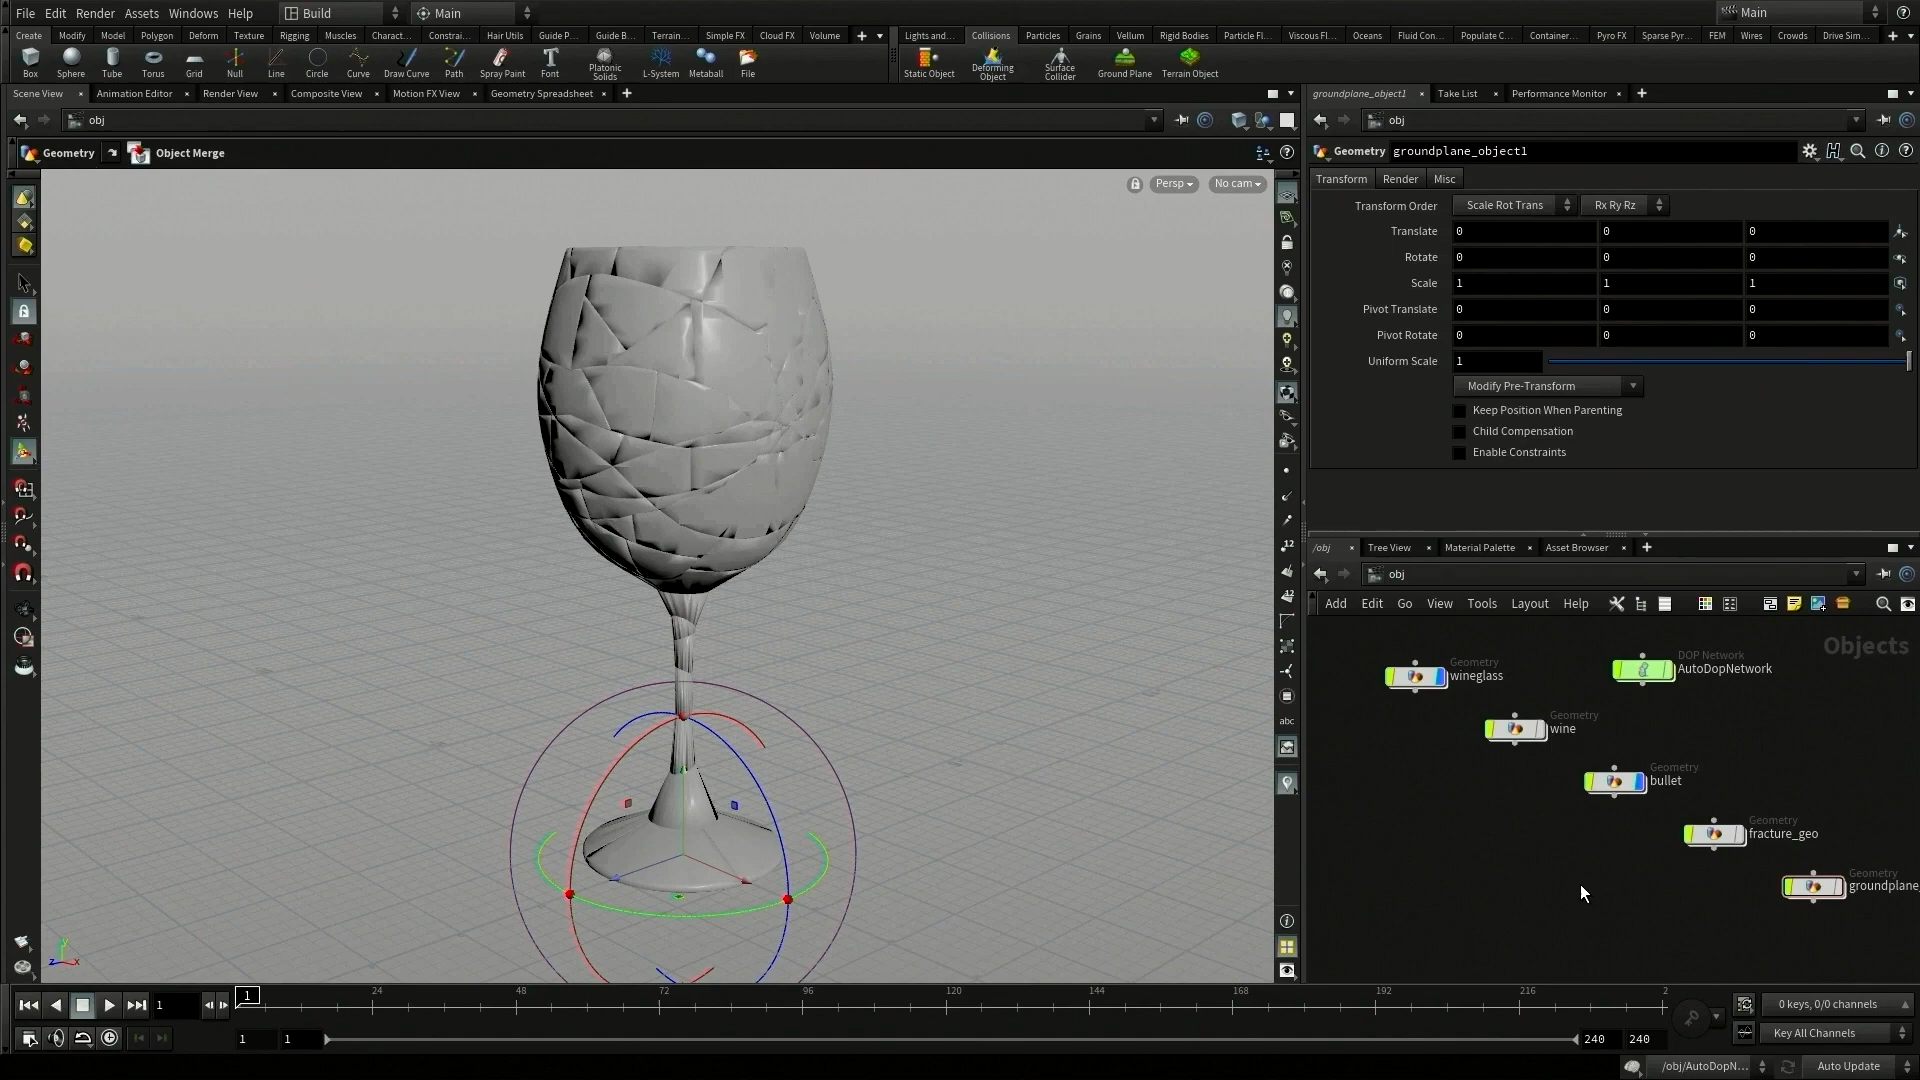 File Edit Render Assets Windows Help Build Main Main
Create Modify Model Polygon Deform Texture Rigging Muscles Charact... Constrai... Hair Utils Guide P... Guide B... Terrain... Simple FX Cloud FX Volume
Lights and... Collisions Particles Grains Vellum Rigid Bodies Particle Fl... Viscous Fl... Oceans Fluid Con... Populate C... Container... Pyro FX Sparse Pyr... FEM Wires Crowds Drive Sim...
Box Sphere Tube Torus Grid Null Line Circle Curve Draw Curve Path Spray Paint Font Platonic Solids L-System Metaball File
Static Object Deforming Object Surface Collider Ground Plane Terrain Object
Scene View Animation Editor Render View Composite View Motion FX View Geometry Spreadsheet
obj
Geometry Object Merge
Persp No cam
groundplane_object1 Take List Performance Monitor
obj
Geometry groundplane_object1
Transform Render Misc
Transform Order Scale Rot Trans Rx Ry Rz
Translate 0 0 0
Rotate 0 0 0
Scale 1 1 1
Pivot Translate 0 0 0
Pivot Rotate 0 0 0
Uniform Scale 1
Modify Pre-Transform
Keep Position When Parenting
Child Compensation
Enable Constraints
/obj Tree View Material Palette Asset Browser
obj
Add Edit Go View Tools Layout Help
Objects
Geometry
wineglass
DOP Network
AutoDopNetwork
Geometry
wine
Geometry
bullet
Geometry
fracture_geo
Geometry
groundplane_
12
12
abc
y
z x
1 1 24 48 72 96 120 144 168 192 216 2
0 keys, 0/0 channels
1 1 240 240
Key All Channels
/obj/AutoDopN... Auto Update